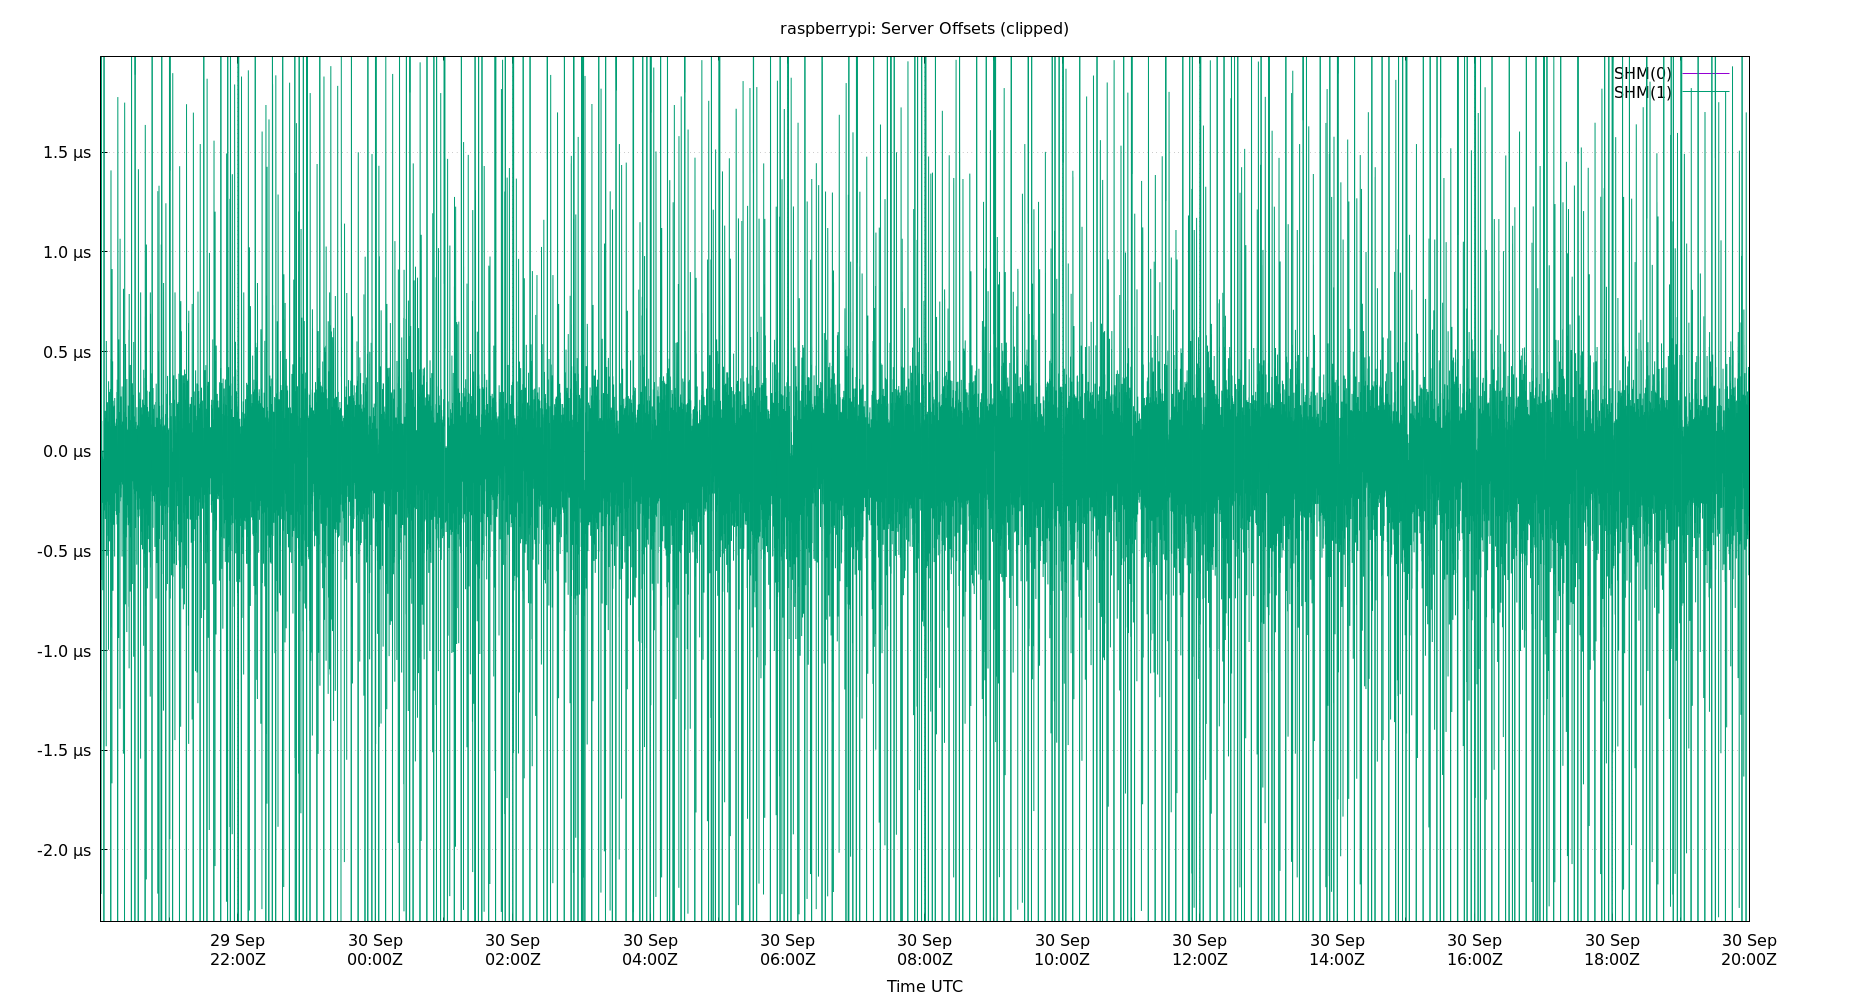 raspberrypi: Server Offsets (clipped)
SHM(0)
SHM(1)
1.5 µs
1.0 µs
0.5 µs
0.0 µs
-0.5 µs
-1.0 µs
-1.5 µs
-2.0 µs
29 Sep 30 Sep 30 Sep 30 Sep 30 Sep 30 Sep 30 Sep 30 Sep 30 Sep 30 Sep 30 Sep 30 Sep
22:00Z 00:00Z 02:00Z 04:00Z 06:00Z 08:00Z 10:00Z 12:00Z 14:00Z 16:00Z 18:00Z 20:00Z
Time UTC